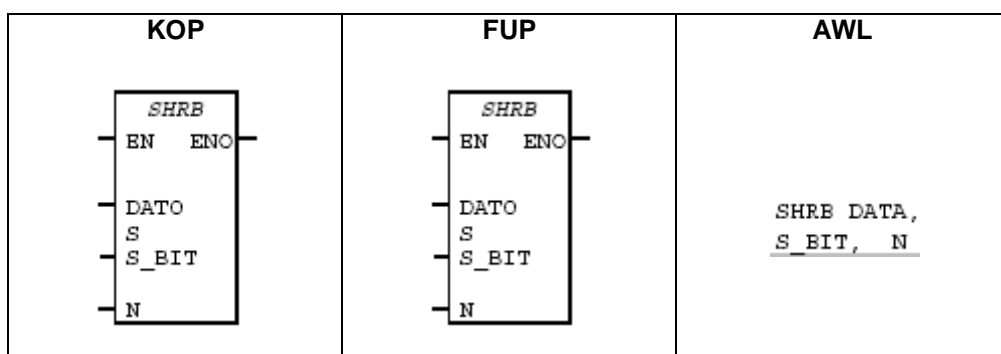 KOP
FUP
AWL
SHRB
EN ENO
DATO
S
S_BIT
N
SHRB
EN ENO
DATO
S
S_BIT
N
SHRB DATA,
S_BIT, N